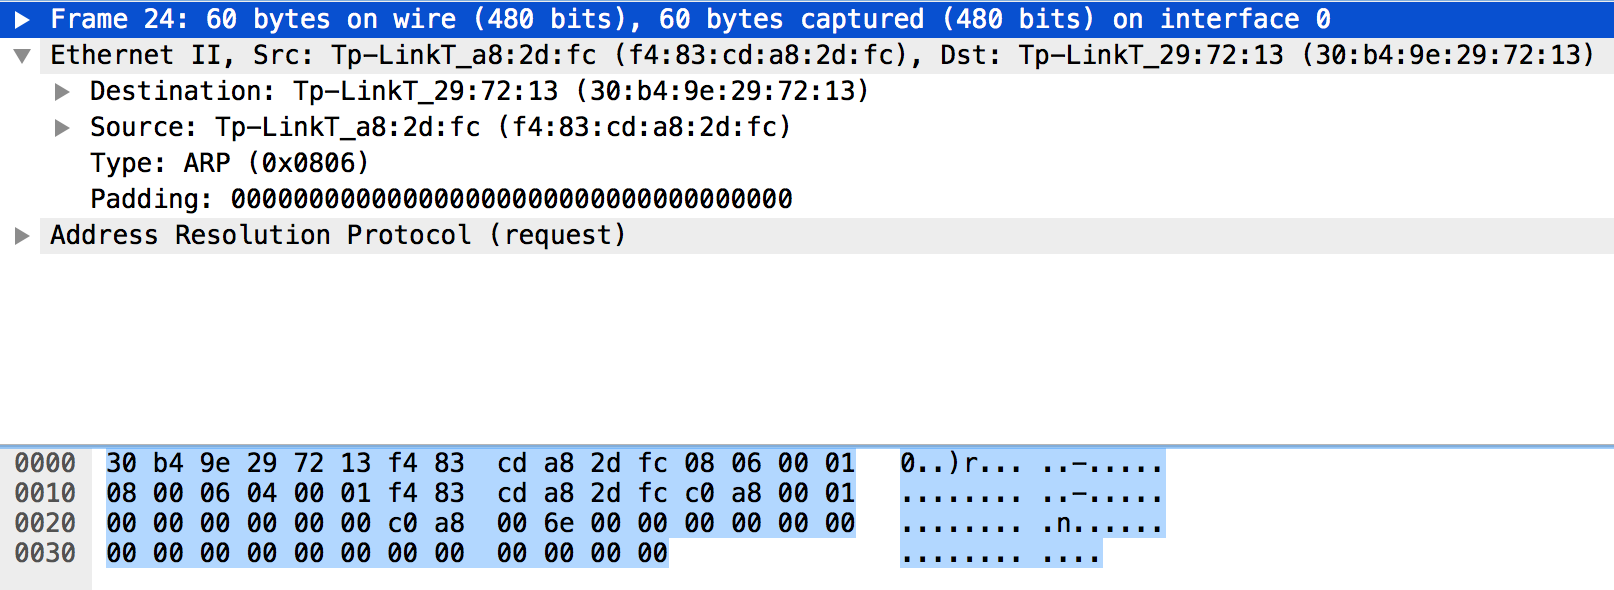 Frame 24: 60 bytes on wire (480 bits), 60 bytes captured (480 bits) on interface 0
Ethernet II, Src: Tp-LinkT_a8:2d:fc (f4:83:cd:a8:2d:fc), Dst: Tp-LinkT_29:72:13 (30:b4:9e:29:72:13)
Destination: Tp-LinkT_29:72:13 (30:b4:9e:29:72:13)
Source: Tp-LinkT_a8:2d:fc (f4:83:cd:a8:2d:fc)
Type: ARP (0x0806)
Padding: 000000000000000000000000000000000000
Address Resolution Protocol (request)
0000 30 b4 9e 29 72 13 f4 83 cd a8 2d fc 08 06 00 01 0..)r... ..-.....
0010 08 00 06 04 00 01 f4 83 cd a8 2d fc c0 a8 00 01 ........ ..-.....
0020 00 00 00 00 00 00 c0 a8 00 6e 00 00 00 00 00 00 ........ .n......
0030 00 00 00 00 00 00 00 00 00 00 00 00 ........ ....